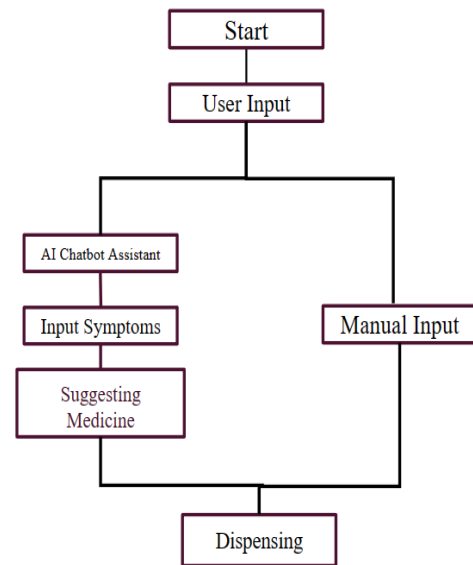 Start
User Input
AI Chatbot Assistant
Input Symptoms
Manual Input
Suggesting
Medicine
Dispensing